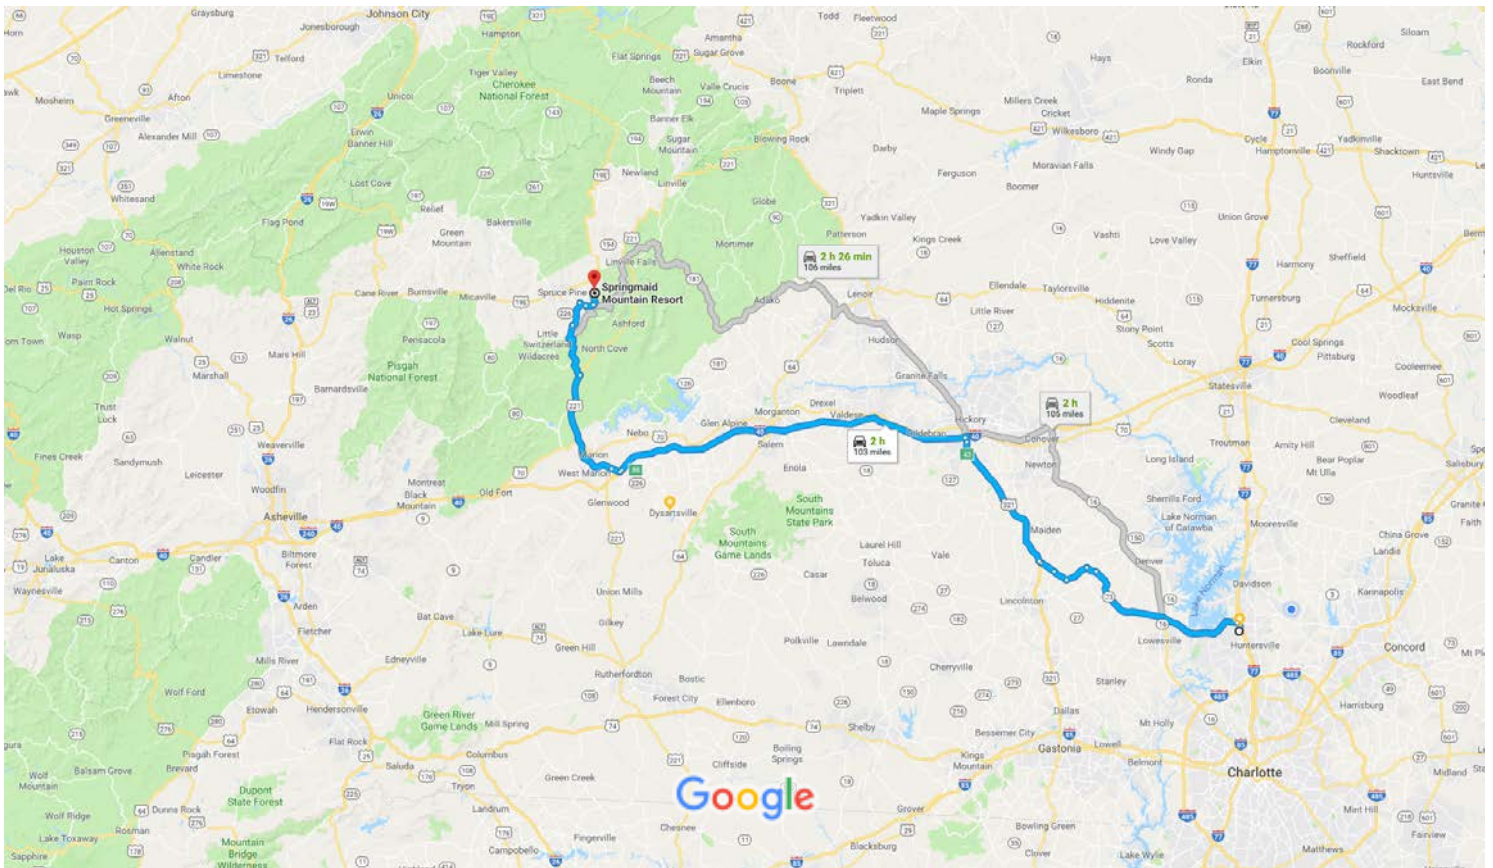 Graysburg
Johnson City
Jonesborough
Hampton
Amantha
Todd
Fleetwood
Elkin
Rockford
Siloam
Horn
Telford
Limestone
Flat Springs
Sugar Grove
Hays
Ronda
Boonville
East Bend
Mosheim
Afton
Tiger Valley
Cherokee
National Forest
Beech
Mountain
Valle Crucis
Boone
Triplett
Unicoi
Greeneville
Maple Springs
Millers Creek
Cricket
Banner Elk
Wilkesboro
Alexander Mill
Erwin
Banner Hill
Sugar
Mountain
Blowing Rock
Darby
Cycle
Hamptonville
Yadkinville
Shacktown
Windy Gap
Moravian Falls
Lost Cove
Newland
Linville
Ferguson
Boomer
Huntsville
Whitesand
Relief
Bakersville
Globe
Yadkin Valley
Union Grove
Flag Pond
Green
Mountain
Patterson
Kings Creek
Vashti
Love Valley
Houston
Valley
Allenstand
White Rock
Mortimer
Linville Falls
2 h 26 min
106 miles
Harmony
Sheffield
Del Rio
Paint Rock
Cane River
Burnsville
Micaville
Spruce Pine
Springmaid
Mountain Resort
Lenoir
Ellendale
Taylorsville
Hiddenite
Turnersburg
Hot Springs
Adako
Little River
Mocksville
Ashford
Stony Point
Wasp
Walnut
Pensacola
Little
Switzerland
Wildacres
North Cove
Hudson
Scotts
Cool Springs
Pittsburg
Mars Hill
Loray
Cooleemee
Pisgah
National Forest
Marshall
Granite Falls
Statesville
Barnardsville
Woodleaf
Trust
Luck
Drexel
Morganton
Valdese
Glen Alpine
Hickory
2 h
105 miles
Cleveland
Weaverville
Nebo
Hildebran
Conover
Troutman
Amity Hill
Fines Creek
Sandymush
Marion
Salem
2 h
103 miles
Bear Poplar
Mt Ulla
Salisbury
Leicester
West Marion
Enola
Newton
Long Island
Woodfin
Montreat
Black
Mountain
Old Fort
Glenwood
Sherrills Ford
Asheville
Dysartsville
South
Mountains
State Park
Lake Norman
of Catawba
Mooresville
Faith
South
Mountains
Game Lands
Maiden
China Grove
Lake
Junaluska
Canton
Candler
Biltmore
Forest
Laurel Hill
Toluca
Vale
Landis
Denver
Casar
Waynesville
Union Mills
Lincolnton
Lake Norman
Davidson
Kannapolis
Belwood
Arden
Bat Cave
Gilkey
Fletcher
Lake Lure
Green Hill
Polkville
Lawndale
Lowesville
Huntersville
Concord
Mills River
Edneyville
Rutherfordton
Cherryville
Bostic
Stanley
Wolf Ford
Forest City
Ellenboro
Etowah
Hendersonville
Green River
Game Lands
Mill Spring
Dallas
Harrisburg
Shelby
Mt Holly
Flat Rock
Bessemer City
Pisgah Forest
Columbus
Boiling
Springs
Gastonia
Lowell
Wolf
Mountain
Balsam Grove
Brevard
Saluda
Cliffside
Kings
Mountain
Belmont
Midland
Tryon
Green Creek
Charlotte
Dupont
State Forest
Google
Dunns Rock
Landrum
Grover
Mint Hill
Wolf Ridge
Rosman
Chesnee
Bowling Green
Fairview
Lake Toxaway
Mountain
Bridge
Wilderness
Fingerville
Campobello
Blacksburg
Clover
Lake Wylie
Matthews
Sapphire